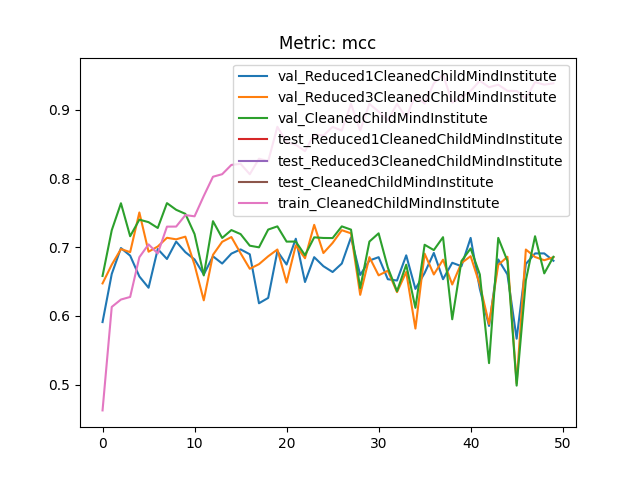 Metric: mcc
val_Reduced1CleanedChildMindInstitute
val_Reduced3CleanedChildMindInstitute
val_CleanedChildMindInstitute
test_Reduced1CleanedChildMindInstitute
test_Reduced3CleanedChildMindInstitute
test_CleanedChildMindInstitute
train_CleanedChildMindInstitute
0.9
0.8
0.7
0.6
0.5
0 10 20 30 40 50